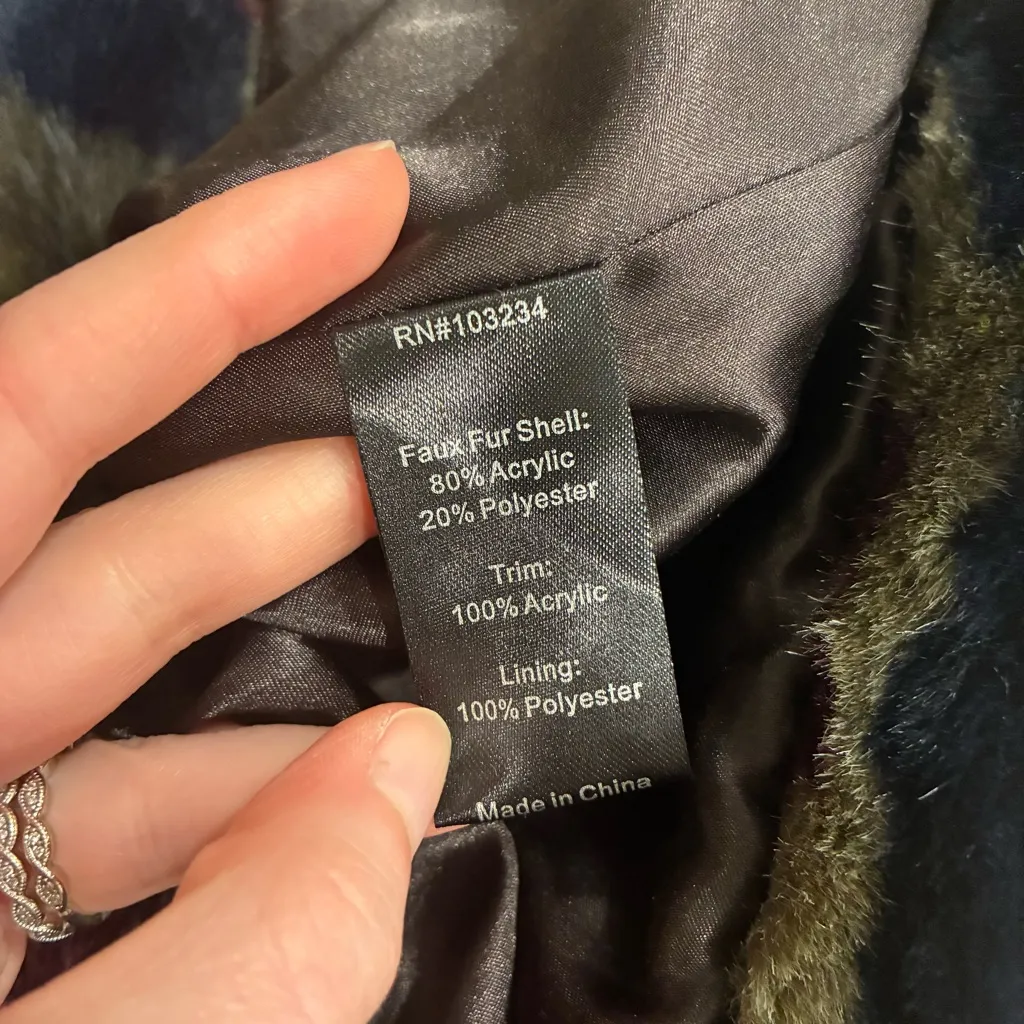 RN#103234
Faux Fur Shell:
80% Acrylic
20% Polyester
Trim:
100% Acrylic
Lining:
100% Polyester
Made in China